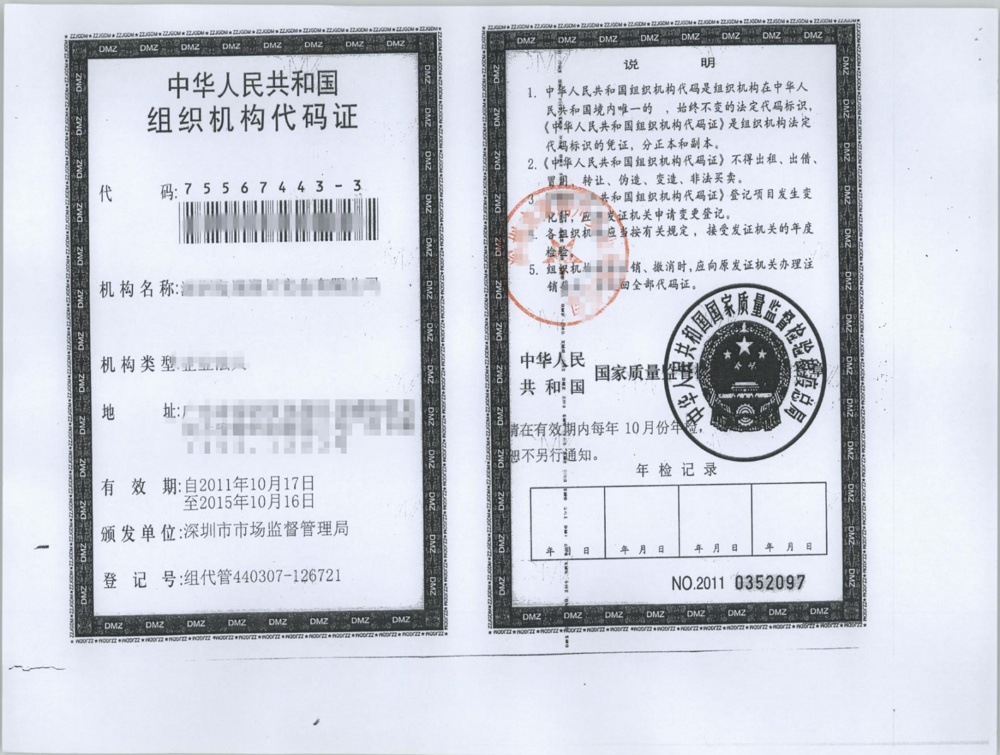 中华人民共和国
组织机构代码证
代 码: 75567443-3
机构名称:
机构类型:企业法人
地 址:
有 效 期:自2011年10月17日
至2015年10月16日
颁发单位:深圳市市场监督管理局
登 记 号:组代管440307-126721
说 明
1. 中华人民共和国组织机构代码是组织机构在中华人
民共和国境内唯一的 ，始终不变的法定代码标识，
《中华人民共和国组织机构代码证》是组织机构法定
代码标识的凭证，分正本和副本。
2.《中华人民共和国组织机构代码证》不得出租、出借、
冒用、转让、伪造、变造、非法买卖。
3 共和国组织机构代码证》登记项目发生变
化时，应 发证机关申请变更登记。
各组织机 应当按有关规定，接受发证机关的年度
检验。
5. 组织机 销、撤消时,应向原发证机关办理注
销 回全部代码证。
中华人民共和国国家质量监督检验检疫总局
中华人民
共和国
国家质量监督 章
请在有效期内每年 10月份年检，
恕不另行通知。
年检记录
年 月 日 年 月 日 年 月 日 年 月 日
NO.2011 0352097